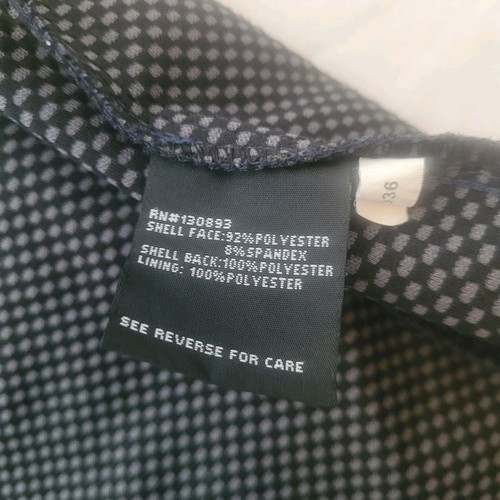 RN#130893
SHELL FACE:92%POLYESTER
8%SPANDEX
SHELL BACK:100%POLYESTER
LINING: 100%POLYESTER
SEE REVERSE FOR CARE
36